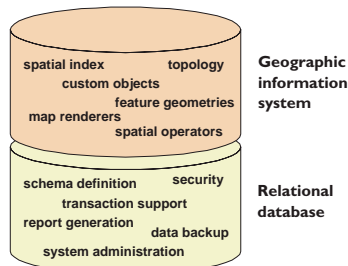 spatial index topology
custom objects
feature geometries
map renderers
spatial operators
Geographic
information
system
schema definition security
transaction support
report generation
data backup
system administration
Relational
database